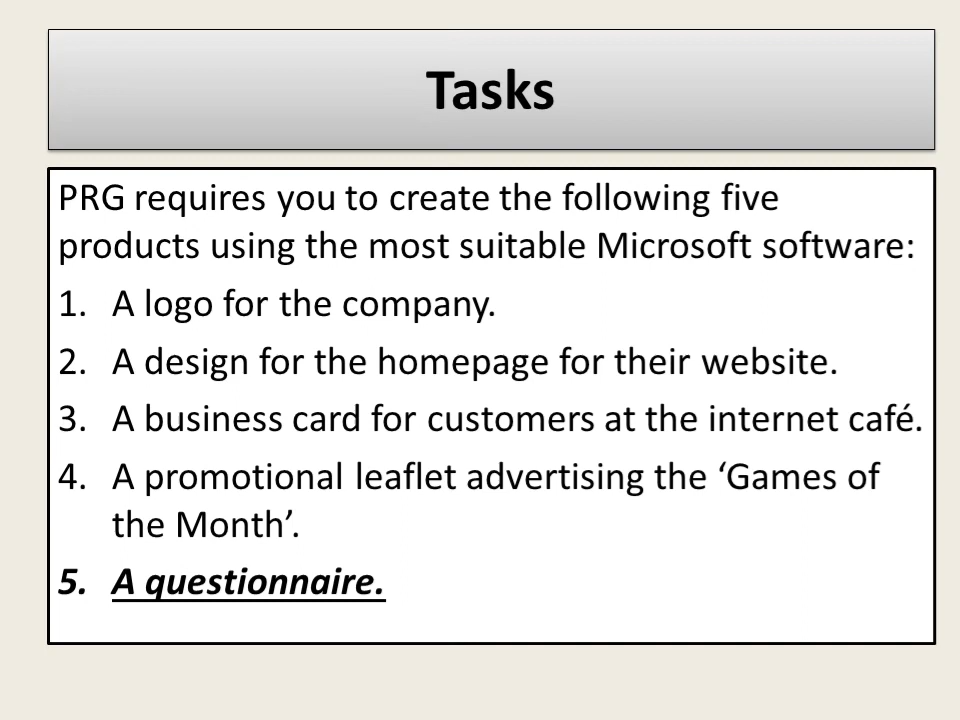 Tasks
PRG requires you to create the following five
products using the most suitable Microsoft software:
1. A logo for the company.
2. A design for the homepage for their website.
3. A business card for customers at the internet café.
4. A promotional leaflet advertising the ‘Games of
the Month’.
5. A questionnaire.